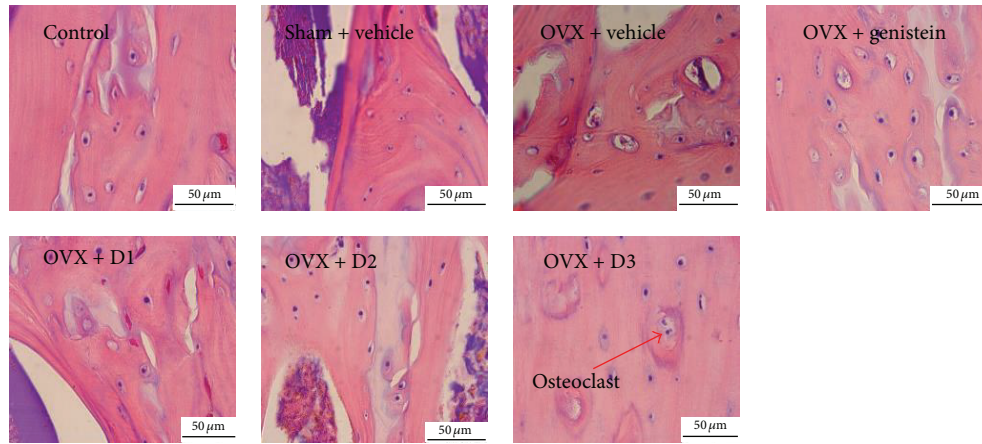 Control
Sham + vehicle
OVX + vehicle
OVX + genistein
50 μm
50 μm
50 μm
50 μm
OVX + D1
OVX + D2
OVX + D3
Osteoclast
50 μm
50 μm
50 μm